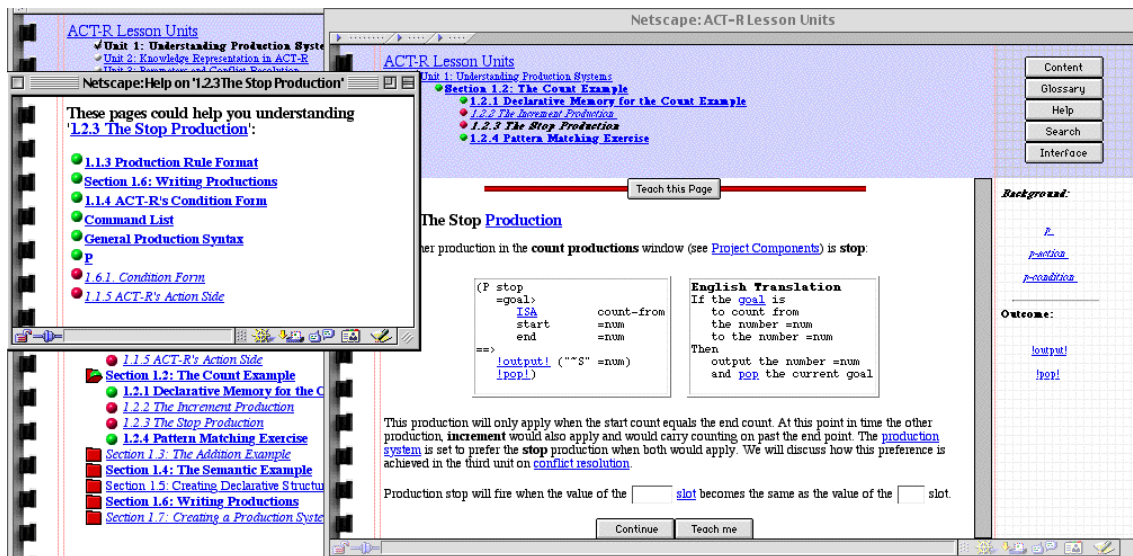 Netscape: ACT-R Lesson Units
ACT-R Lesson Units
Unit 1: Understanding Production Syste
Unit 2: Knowledge Representation in ACT-R
Netscape:Help on '1.2.3The Stop Production'
These pages could help you understanding
'1.2.3 The Stop Production':
1.1.3 Production Rule Format
Section 1.6: Writing Productions
1.1.4 ACT-R's Condition Form
Command List
General Production Syntax
P
1.6.1. Condition Form
1.1.5 ACT-R's Action Side
1.1.5 ACT-R's Action Side
Section 1.2: The Count Example
1.2.1 Declarative Memory for the C
1.2.2 The Increment Production
1.2.3 The Stop Production
1.2.4 Pattern Matching Exercise
Section 1.3: The Addition Example
Section 1.4: The Semantic Example
Section 1.5: Creating Declarative Structu
Section 1.6: Writing Productions
Section 1.7: Creating a Production Syste
ACT-R Lesson Units
Unit 1: Understanding Production Systems
Section 1.2: The Count Example
1.2.1 Declarative Memory for the Count Example
1.2.2 The Increment Production
1.2.3 The Stop Production
1.2.4 Pattern Matching Exercise
Content
Glossary
Help
Search
Interface
Teach this Page
The Stop Production
her production in the count productions window (see Project Components) is stop:
(P stop
=goal>
ISA count-from
start =num
end =num
==>
!output! ("~S" =num)
!pop!)
English Translation
If the goal is
to count from
the number =num
to the number =num
Then
output the number =num
and pop the current goal
This production will only apply when the start count equals the end count. At this point in time the other
production, increment would also apply and would carry counting on past the end point. The production
system is set to prefer the stop production when both would apply. We will discuss how this preference is
achieved in the third unit on conflict resolution.
Production stop will fire when the value of the slot becomes the same as the value of the slot.
Continue
Teach me
Background:
p
p-action
p-condition
Outcome:
!output!
!pop!